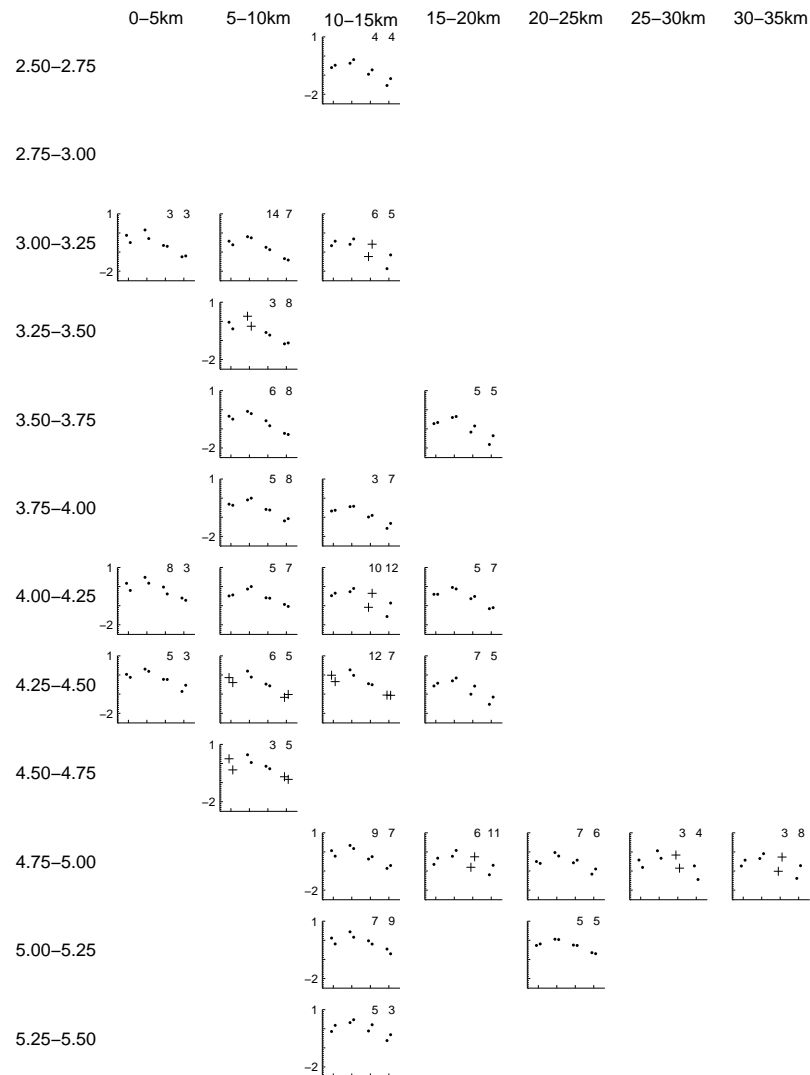 0–5km 5–10km 10–15km 15–20km 20–25km 25–30km 30–35km
1 4 4
2.50–2.75
–2
2.75–3.00
1 3 3 14 7 6 5
3.00–3.25
–2
1 3 8
3.25–3.50
–2
1 6 8 5 5
3.50–3.75
–2
1 5 8 3 7
3.75–4.00
–2
1 8 3 5 7 10 12 5 7
4.00–4.25
–2
1 5 3 6 5 12 7 7 5
4.25–4.50
–2
1 3 5
4.50–4.75
–2
1 9 7 6 11 7 6 3 4 3 8
4.75–5.00
–2
1 7 9 5 5
5.00–5.25
–2
1 5 3
5.25–5.50
–2